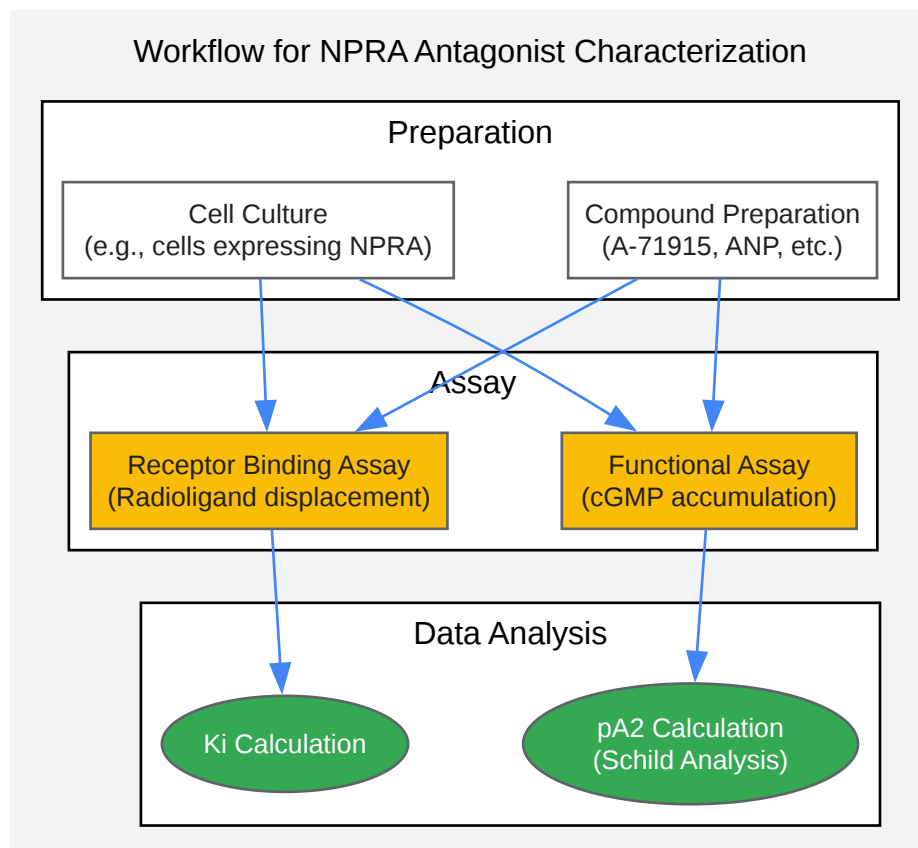 Workflow for NPRA Antagonist Characterization
Preparation
Cell Culture
(e.g., cells expressing NPRA)
Compound Preparation
(A-71915, ANP, etc.)
Assay
Receptor Binding Assay
(Radioligand displacement)
Functional Assay
(cGMP accumulation)
Data Analysis
Ki Calculation
pA2 Calculation
(Schild Analysis)